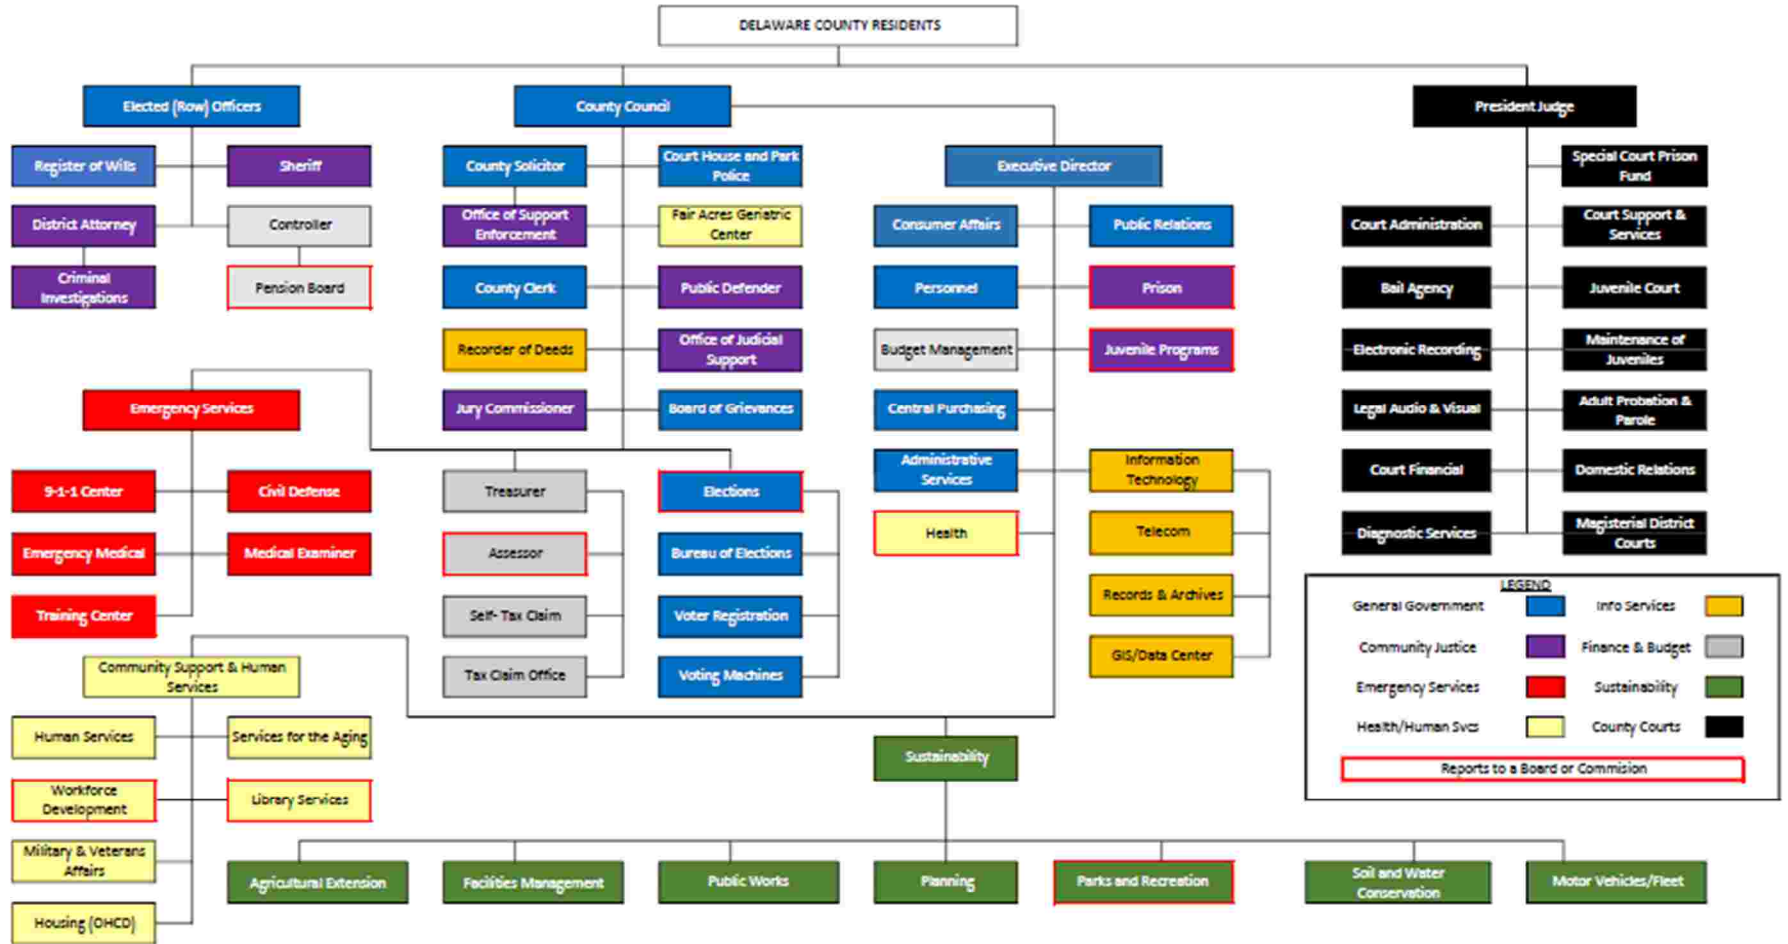 DELAWARE COUNTY RESIDENTS
Elected (Row) Officers
County Council
President Judge
Register of Wills
Sheriff
County Solicitor
Court House and Park
Police
Executive Director
Special Court Prison
Fund
District Attorney
Controller
Office of Support
Enforcement
Fair Acres Geriatric
Center
Consumer Affairs
Public Relations
Court Administration
Court Support &
Services
Criminal
Investigations
Pension Board
County Clerk
Public Defender
Personnel
Prison
Bail Agency
Juvenile Court
Recorder of Deeds
Office of Judicial
Support
Budget Management
Juvenile Programs
Electronic Recording
Maintenance of
Juveniles
Emergency Services
Jury Commissioner
Board of Grievances
Central Purchasing
Legal Audio & Visual
Adult Probation &
Parole
9-1-1 Center
Civil Defense
Treasurer
Elections
Administrative
Services
Information
Technology
Court Financial
Domestic Relations
Emergency Medical
Medical Examiner
Assessor
Bureau of Elections
Health
Telecom
Diagnostic Services
Magisterial District
Courts
Training Center
Self- Tax Claim
Voter Registration
Records & Archives
Community Support & Human
Services
Tax Claim Office
Voting Machines
GIS/Data Center
LEGEND
General Government
Info Services
Community Justice
Finance & Budget
Emergency Services
Sustainability
Health/Human Svcs
County Courts
Reports to a Board or Commision
Human Services
Services for the Aging
Sustainability
Workforce
Development
Library Services
Military & Veterans
Affairs
Agricultural Extension
Facilities Management
Public Works
Planning
Parks and Recreation
Soil and Water
Conservation
Motor Vehicles/Fleet
Housing (OHCD)